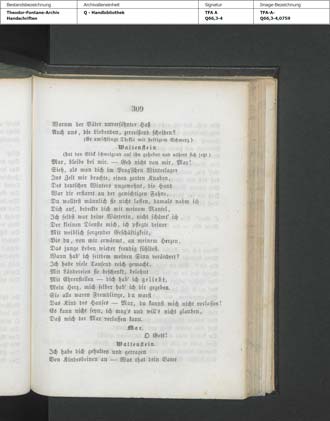 Bestandsbezeichnung
Theodor-Fontane-Archiv
Handschriften
Archivalieneinheit
Q - Handbibliothek
Signatur
TFA A
Q66,3-4
Image-Bezeichnung
TFA-A-
Q66,3-4,0759
309
Warum der Väter unversöhnter Haß
Auch uns, die Liebenden, zerreißend scheiden?
(Er umschlingt Thekla mit heftigem Schmerz.)
Wallenstein
(hat den Blick schweigend auf ihn geheftet und nähert sich jetzt.)
Max, bleibe bei mir. — Geh nicht von mir, Max!
Sieh, als man dich im Prag'schen Winterlager
Ins Zelt mir brachte, einen zarten Knaben,
Des deutschen Winters ungewohnt, die Hand
War dir erstarrt an der gewichtigen Fahne,
Du wolltest männlich sie nicht lassen, damals nahm ich
Dich auf, bedeckte dich mit meinem Mantel,
Ich selbst war deine Wärterin, nicht schämt' ich
Der kleinen Dienste mich, ich pflegte deiner
Mit weiblich sorgender Geschäftigkeit,
Bis du, von mir erwärmt, an meinem Herzen,
Das junge Leben wieder freudig fühltest.
Wann hab' ich seitdem meinen Sinn verändert?
Ich habe viele Tausend reich gemacht,
Mit Ländereien sie beschenkt, belohnt
Mit Ehrenstellen — dich hab' ich geliebt,
Mein Herz, mich selber hab' ich dir gegeben.
Sie alle waren Fremdlinge, du warst
Das Kind des Hauses — Max, du kannst mich nicht verlassen!
Es kann nicht seyn, ich mag's und will's nicht glauben,
Daß mich der Max verlassen kann.
Max.
O Gott!
Wallenstein
Ich habe dich gehalten und getragen
Von Kindesbeinen an — Was that dein Vater